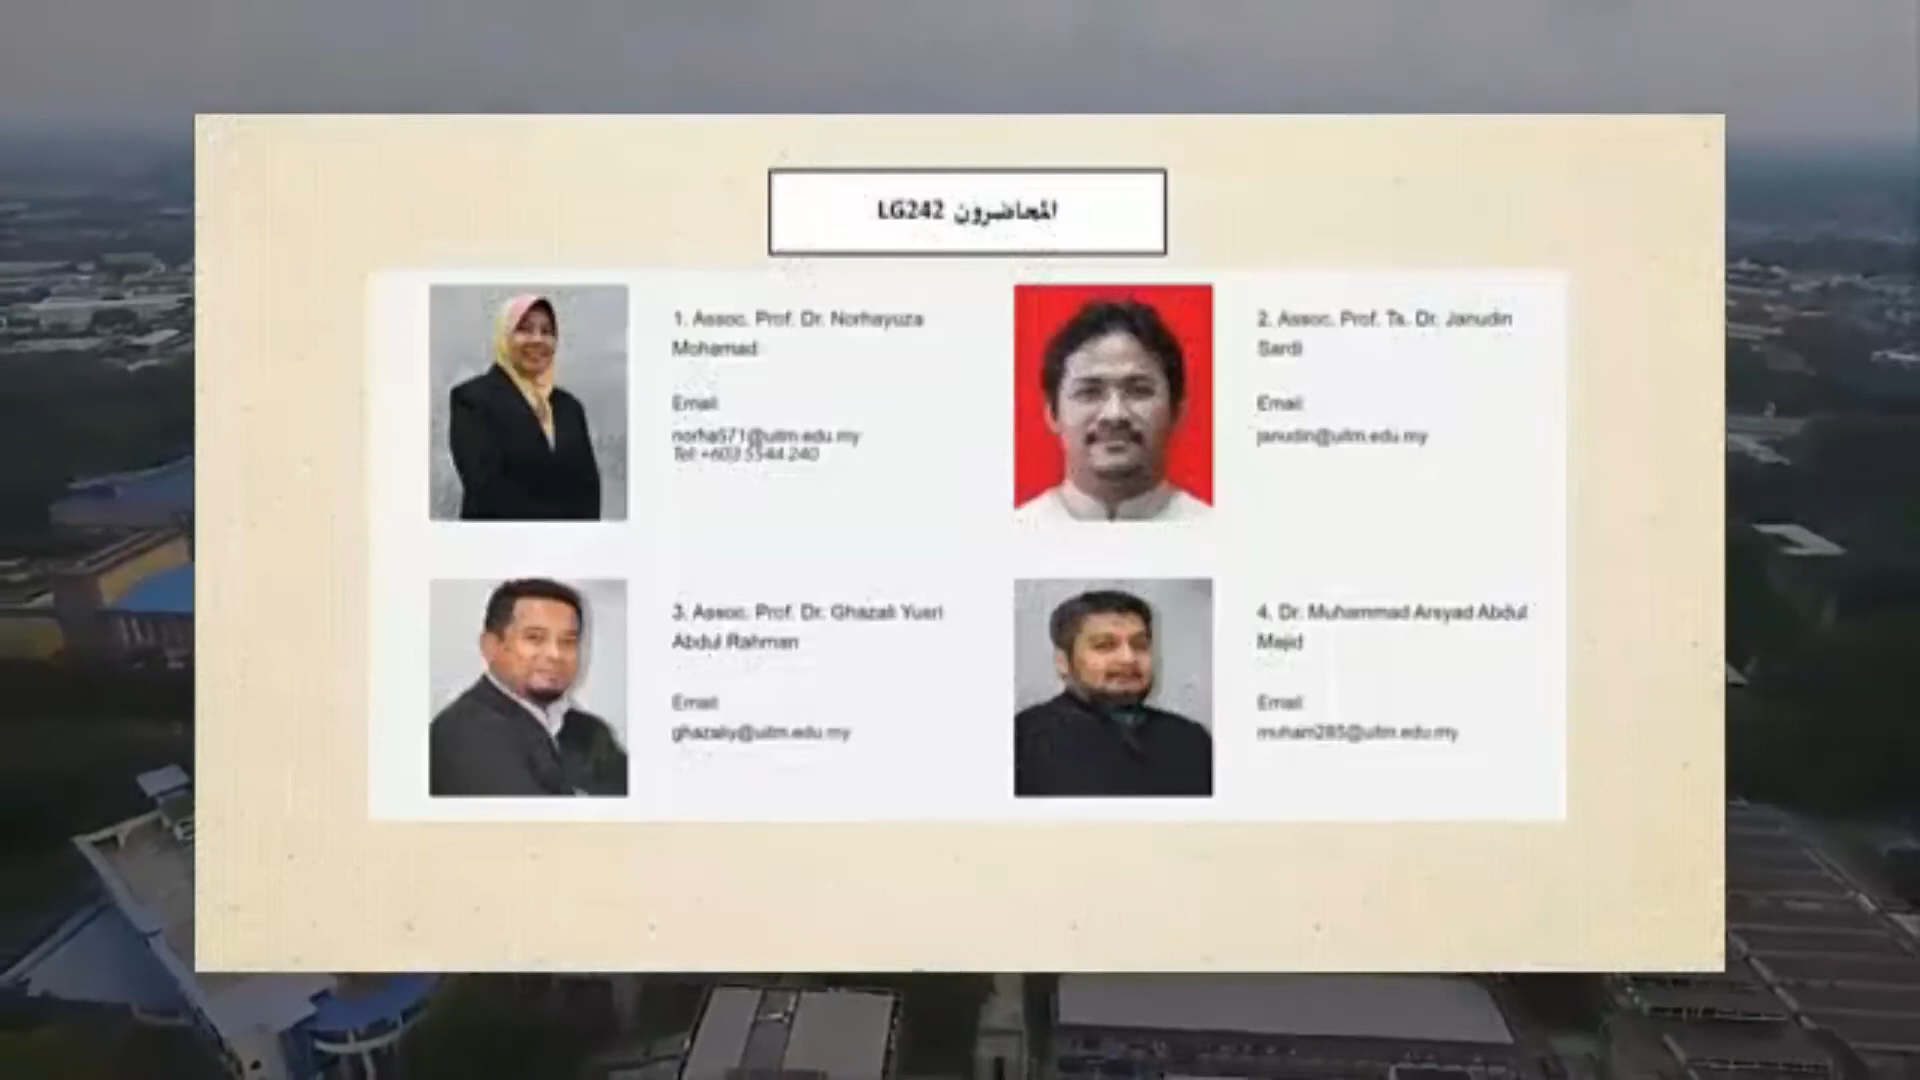 المحاضرون LG242
1. Assoc. Prof. Dr. Norhayuza
Mohamad
Email:
norha571@uitm.edu.my
Tel: +603 5544 240
2. Assoc. Prof. Ts. Dr. Janudin
Sardi
Email:
janudin@uitm.edu.my
3. Assoc. Prof. Dr. Ghazali Yusri
Abdul Rahman
Email:
ghazaliy@uitm.edu.my
4. Dr. Muhammad Arsyad Abdul
Majid
Email:
muham285@uitm.edu.my